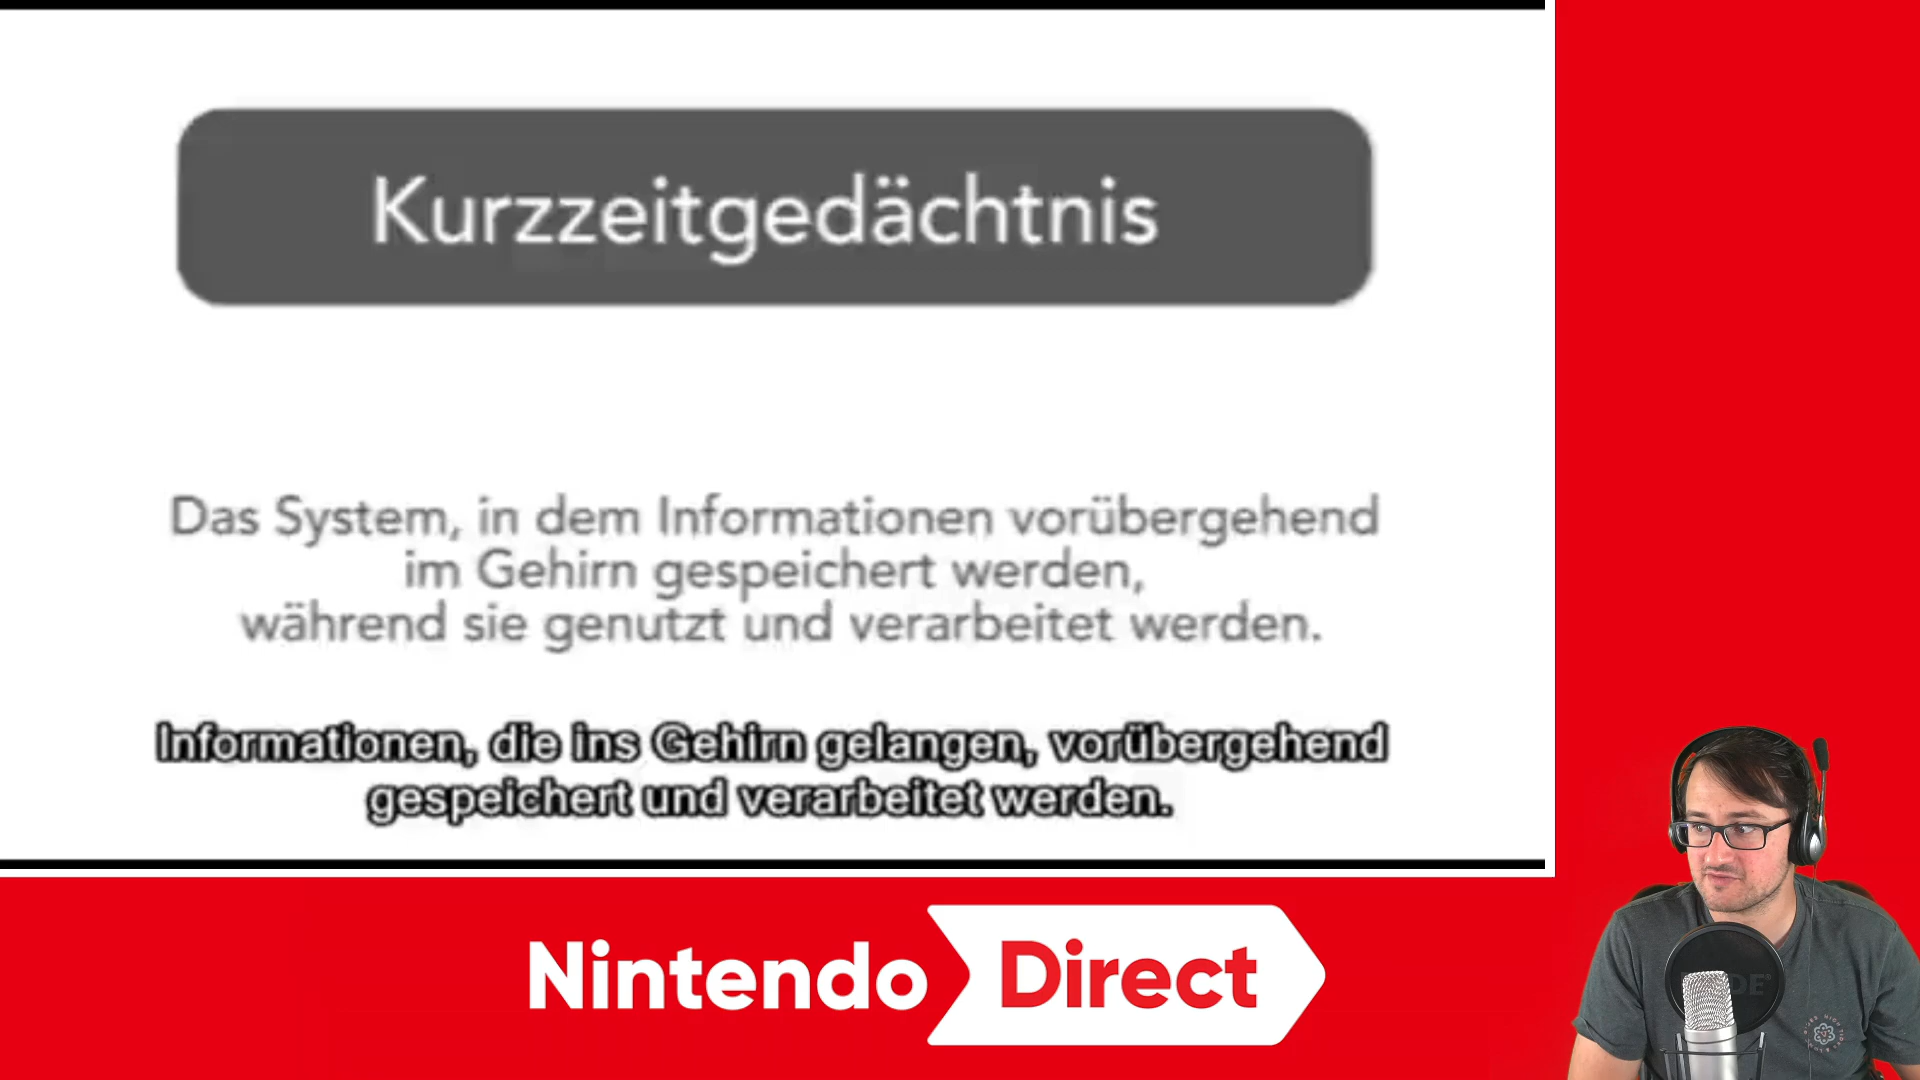 Kurzzeitgedächtnis
Das System, in dem Informationen vorübergehend
im Gehirn gespeichert werden,
während sie genutzt und verarbeitet werden.
Informationen, die ins Gehirn gelangen, vorübergehend
gespeichert und verarbeitet werden.
Nintendo Direct